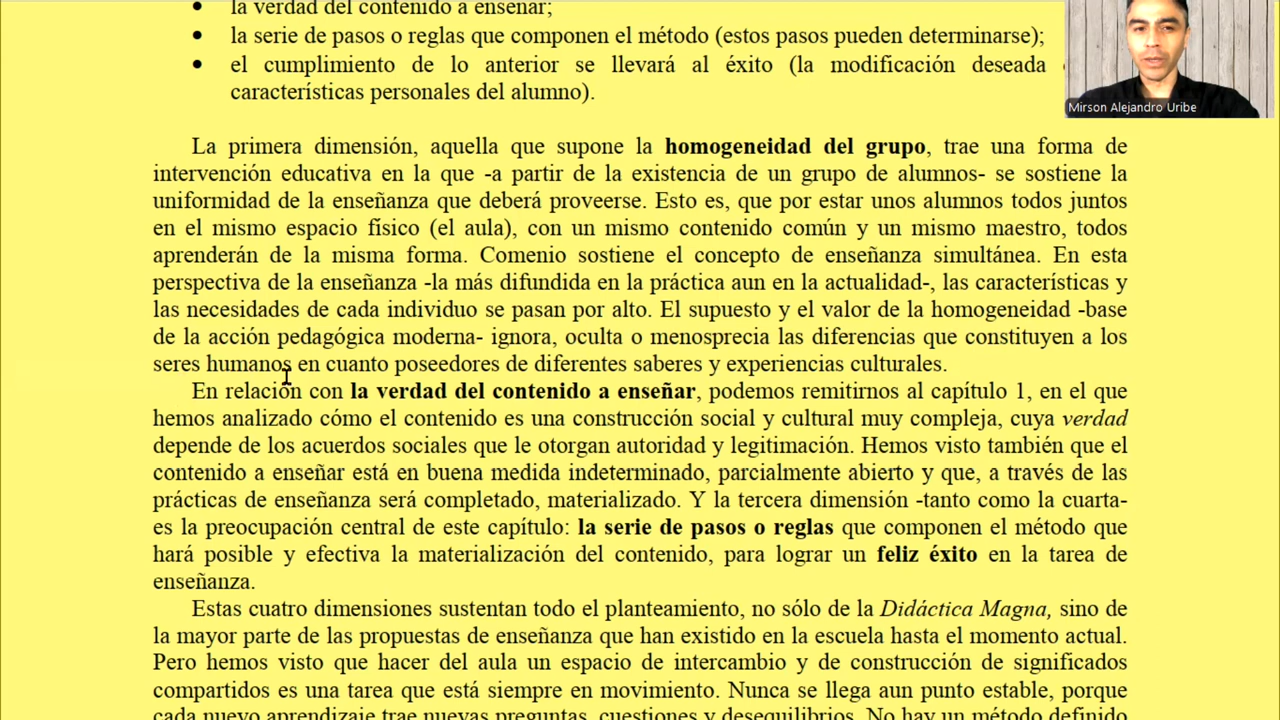 • la verdad del contenido a enseñar;
• la serie de pasos o reglas que componen el método (estos pasos pueden determinarse);
• el cumplimiento de lo anterior se llevará al éxito (la modificación deseada
características personales del alumno).
Mirson Alejandro Uribe
La primera dimensión, aquella que supone la homogeneidad del grupo, trae una forma de
intervención educativa en la que -a partir de la existencia de un grupo de alumnos- se sostiene la
uniformidad de la enseñanza que deberá proveerse. Esto es, que por estar unos alumnos todos juntos
en el mismo espacio físico (el aula), con un mismo contenido común y un mismo maestro, todos
aprenderán de la misma forma. Comenio sostiene el concepto de enseñanza simultánea. En esta
perspectiva de la enseñanza -la más difundida en la práctica aun en la actualidad-, las características y
las necesidades de cada individuo se pasan por alto. El supuesto y el valor de la homogeneidad -base
de la acción pedagógica moderna- ignora, oculta o menosprecia las diferencias que constituyen a los
seres humanos en cuanto poseedores de diferentes saberes y experiencias culturales.
En relación con la verdad del contenido a enseñar, podemos remitirnos al capítulo 1, en el que
hemos analizado cómo el contenido es una construcción social y cultural muy compleja, cuya verdad
depende de los acuerdos sociales que le otorgan autoridad y legitimación. Hemos visto también que el
contenido a enseñar está en buena medida indeterminado, parcialmente abierto y que, a través de las
prácticas de enseñanza será completado, materializado. Y la tercera dimensión -tanto como la cuarta-
es la preocupación central de este capítulo: la serie de pasos o reglas que componen el método que
hará posible y efectiva la materialización del contenido, para lograr un feliz éxito en la tarea de
enseñanza.
Estas cuatro dimensiones sustentan todo el planteamiento, no sólo de la Didáctica Magna, sino de
la mayor parte de las propuestas de enseñanza que han existido en la escuela hasta el momento actual.
Pero hemos visto que hacer del aula un espacio de intercambio y de construcción de significados
compartidos es una tarea que está siempre en movimiento. Nunca se llega aun punto estable, porque
cada nuevo aprendizaje trae nuevas preguntas, cuestiones y desequilibrios. No hay un método definido